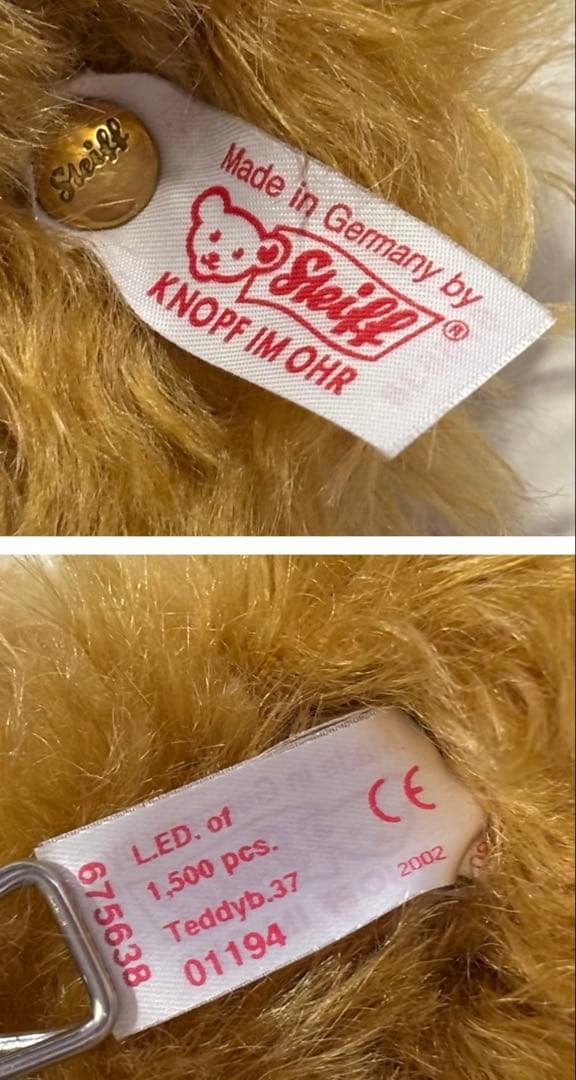 Steiff
Made in Germany by
Steiff ®
KNOPF IM OHR
L.ED. of
1,500 pcs.
Teddyb.37
01194
675638
CE
2002